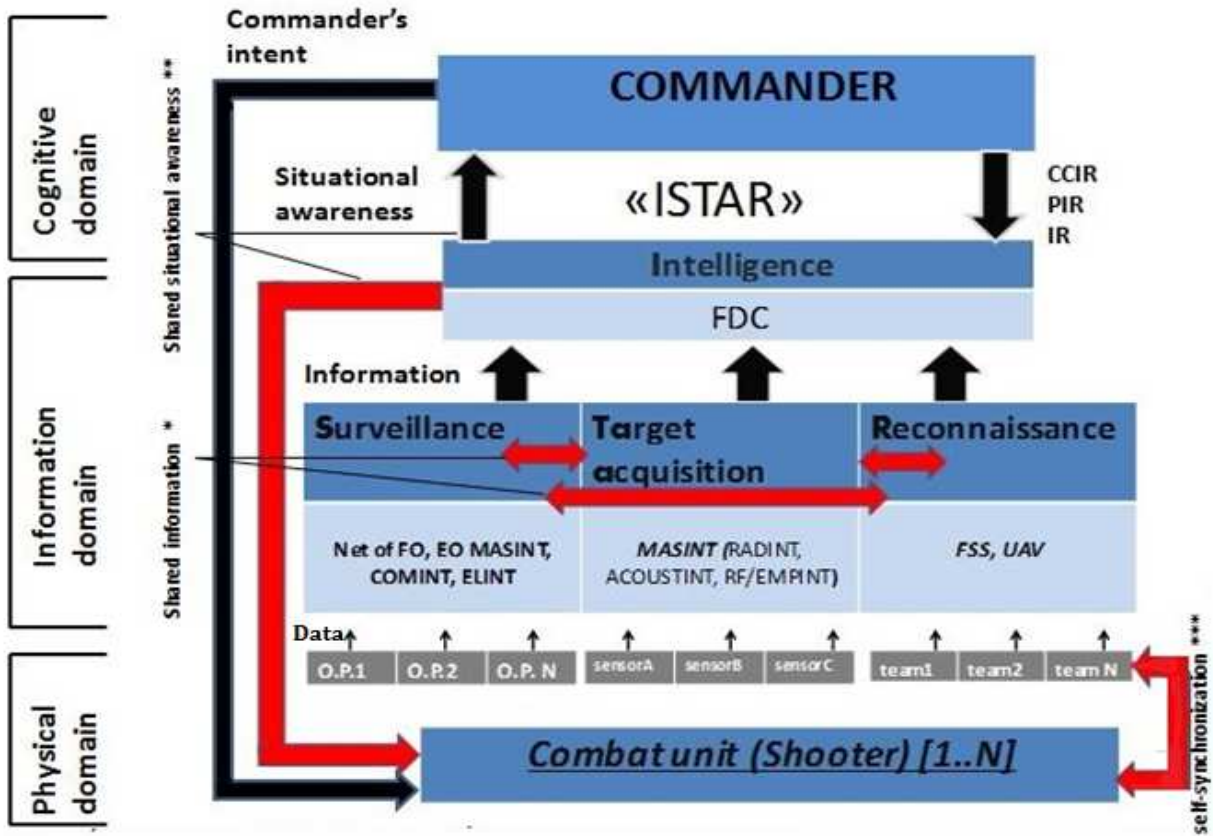 Commander's
intent
COMMANDER
Cognitive
domain
Shared situational awareness **
Situational
awareness
«ISTAR»
CCIR
PIR
IR
Intelligence
FDC
Information
domain
Shared information *
Information
Surveillance
Target
acquisition
Reconnaissance
Net of FO, EO MASINT,
COMINT, ELINT
MASINT (RADINT,
ACOUSTINT, RF/EMPINT)
FSS, UAV
Data
O.P.1
O.P.2
O.P. N
sensorA
sensorB
sensorC
team1
team2
team N
self-synchronization ***
Physical
domain
Combat unit (Shooter) [1..N]